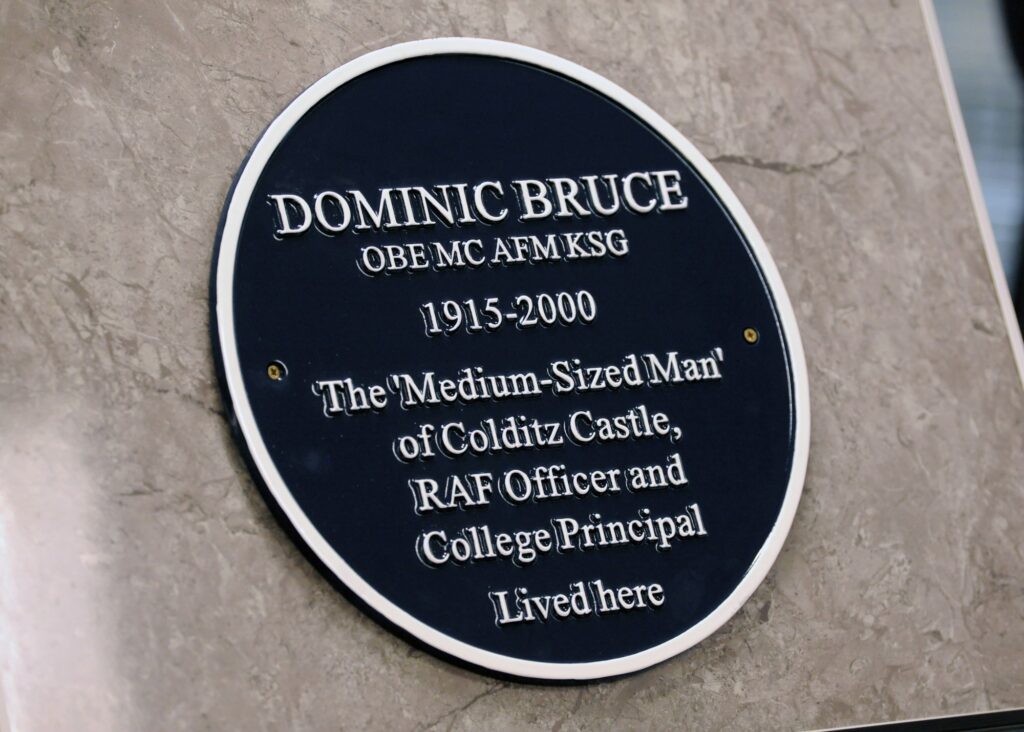 DOMINIC BRUCE
OBE MC AFM KSG
1915-2000
The 'Medium-Sized Man'
of Colditz Castle,
RAF Officer and
College Principal
Lived here